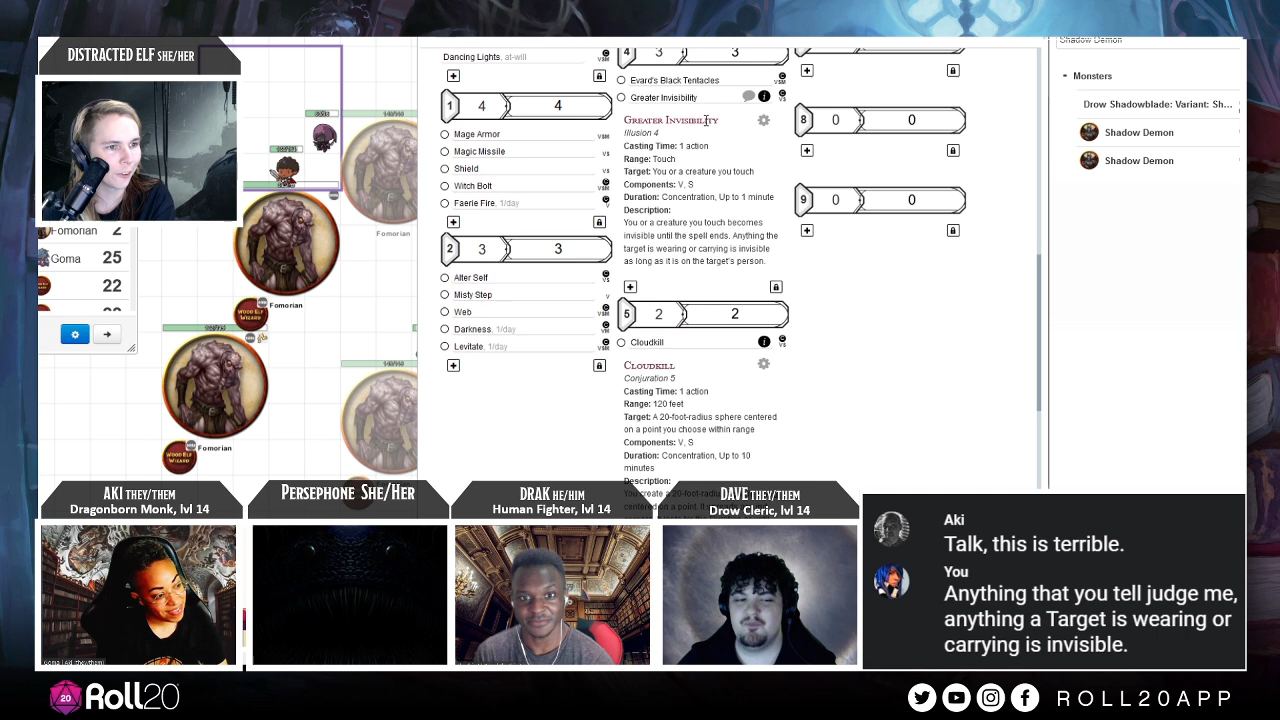 DISTRACTED ELF SHE/HER
Fomorian 2
Goma 25
22
Fomorian
Fomorian
WOOD ELF
WIZARD
Fomorian
WOOD ELF
WIZARD
Dancing Lights, at-will
1 4 4
Mage Armor
Magic Missile
Shield
Witch Bolt
Faerie Fire, 1/day
2 3 3
Alter Self
Misty Step
Web
Darkness, 1/day
Levitate, 1/day
4 3 3
Evard's Black Tentacles
Greater Invisibility
GREATER INVISIBILITY
Illusion 4
Casting Time: 1 action
Range: Touch
Target: You or a creature you touch
Components: V, S
Duration: Concentration, Up to 1 minute
Description:
You or a creature you touch becomes
invisible until the spell ends. Anything the
target is wearing or carrying is invisible
as long as it is on the target's person.
5 2 2
Cloudkill
CLOUDKILL
Conjuration 5
Casting Time: 1 action
Range: 120 feet
Target: A 20-foot-radius sphere centered
on a point you choose within range
Components: V, S
Duration: Concentration, Up to 10
minutes
Description:
You create a 20-foot-radius
8 0 0
9 0 0
Shadow Demon
Monsters
Drow Shadowblade: Variant: Sh...
Shadow Demon
Shadow Demon
AKI THEY/THEM
Dragonborn Monk, lvl 14
PERSEPHONE SHE/HER
DRAK HE/HIM
Human Fighter, lvl 14
DAVE THEY/THEM
Drow Cleric, lvl 14
Aki
Talk, this is terrible.
You
Anything that you tell judge me,
anything a Target is wearing or
carrying is invisible.
20 Roll20
ROLL20APP